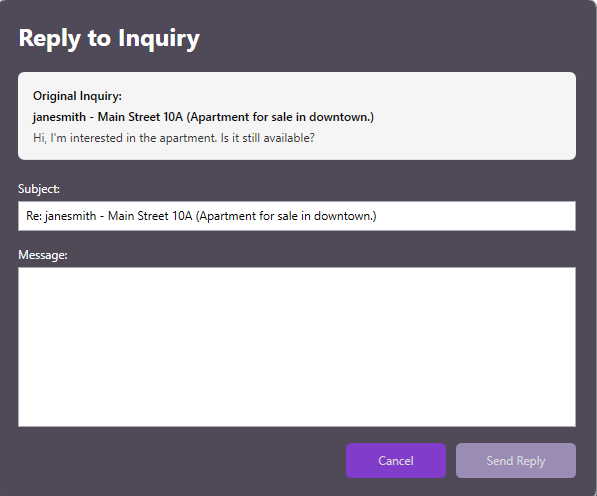 Reply to Inquiry
Original Inquiry:
janesmith - Main Street 10A (Apartment for sale in downtown.)
Hi, I'm interested in the apartment. Is it still available?
Subject:
Re: janesmith - Main Street 10A (Apartment for sale in downtown.)
Message:
Cancel
Send Reply